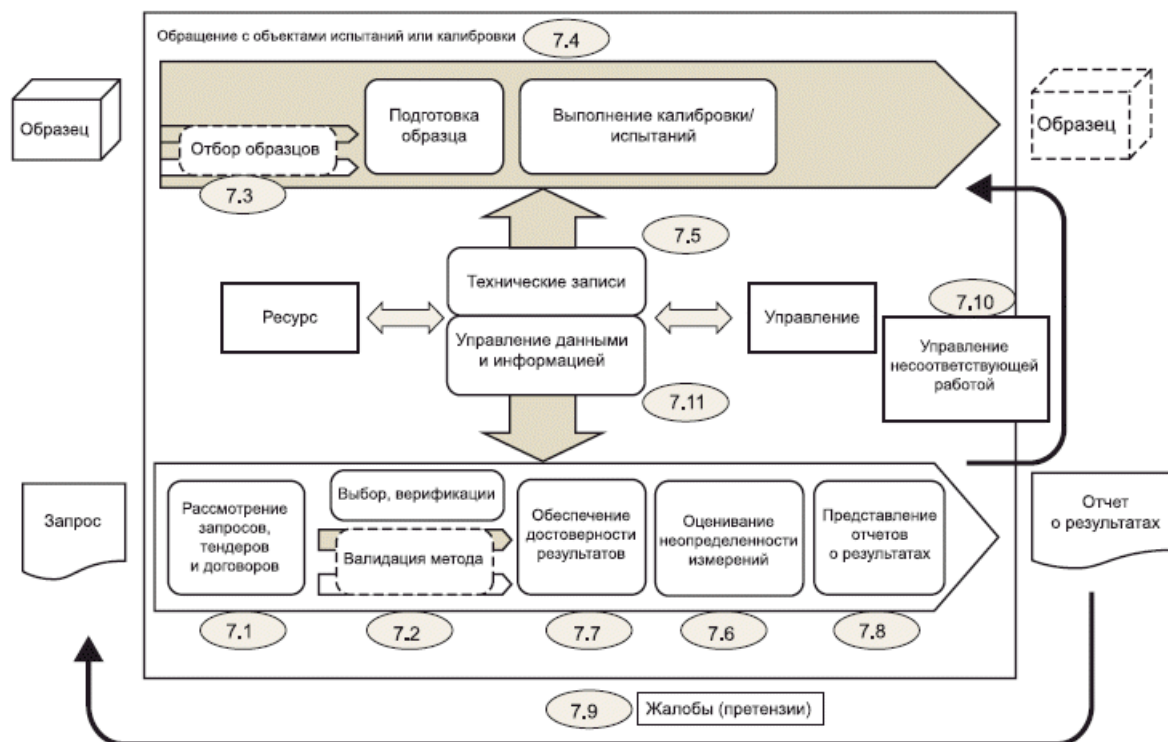 Обращение с объектами испытаний или калибровки
7.4
Образец
Отбор образцов
Подготовка
образца
Выполнение калибровки/
испытаний
Образец
7.3
7.5
Технические записи
Ресурс
Управление
Управление данными
и информацией
7.10
Управление
несоответствующей
работой
7.11
Запрос
Рассмотрение
запросов,
тендеров
и договоров
Выбор, верификации
Валидация метода
Обеспечение
достоверности
результатов
Оценивание
неопределенности
измерений
Представление
отчетов
о результатах
Отчет
о результатах
7.1
7.2
7.7
7.6
7.8
7.9
Жалобы (претензии)